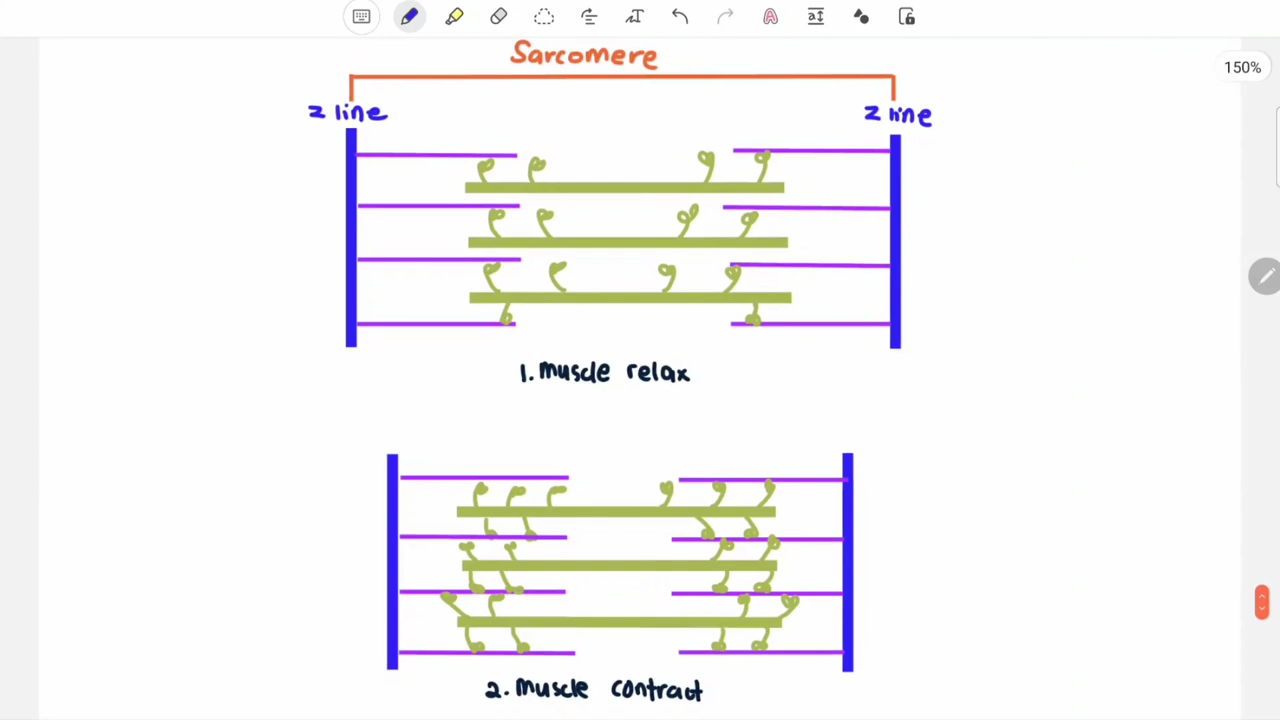 150%
Sarcomere
z line
z line
1. muscle relax
2. muscle contract